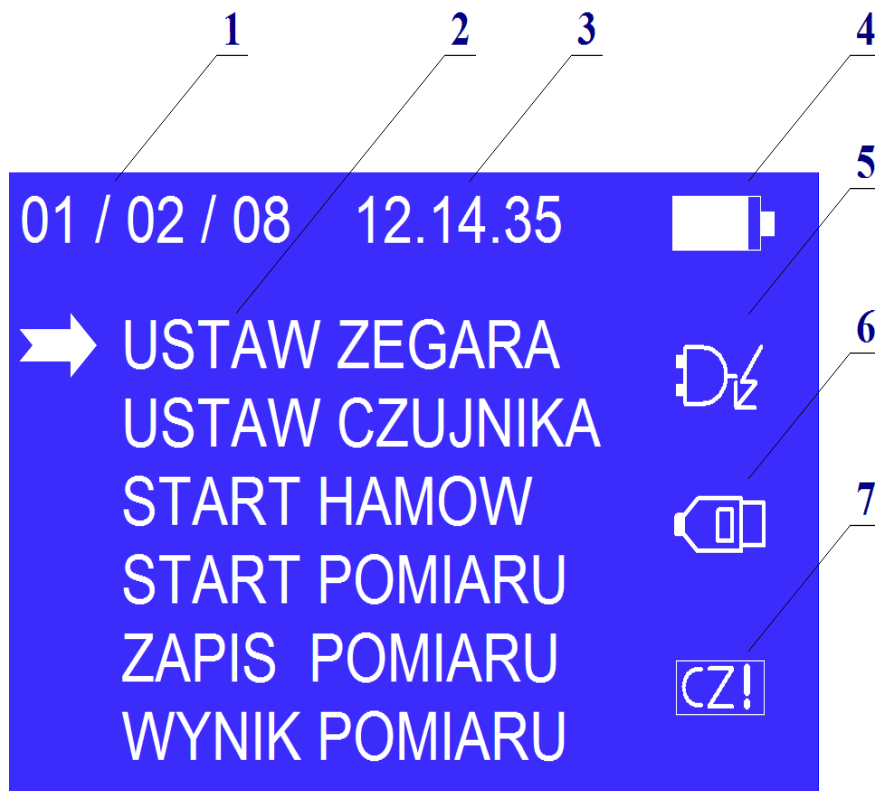 1 2 3 4
01 / 02 / 08 12.14.35
5
USTAW ZEGARA
6
USTAW CZUJNIKA
START HAMOW
7
START POMIARU
ZAPIS POMIARU
CZ!
WYNIK POMIARU